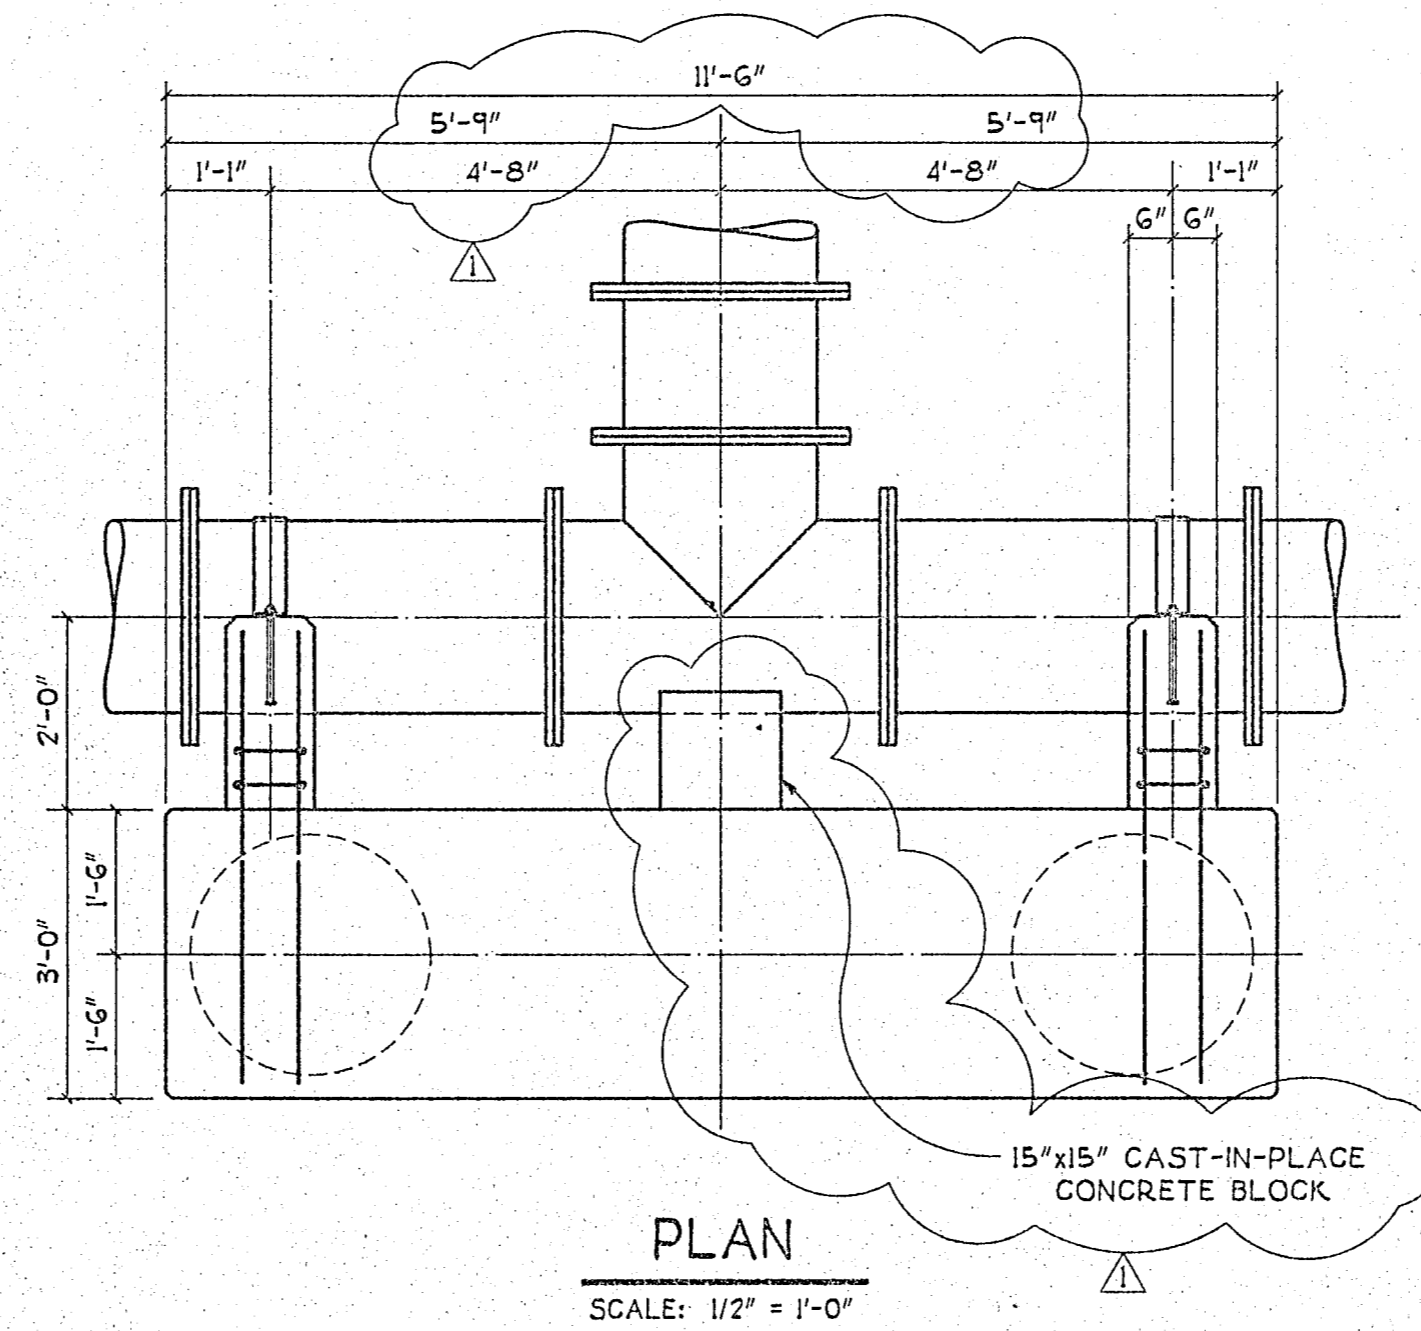 11'-6"
5'-9" 5'-9"
1'-1" 4'-8" 4'-8" 1'-1"
6" 6"
1
2'-0"
1'-6"
3'-0"
1'-6"
15"x15" CAST-IN-PLACE
CONCRETE BLOCK
PLAN
1
SCALE: 1/2" = 1'-0"